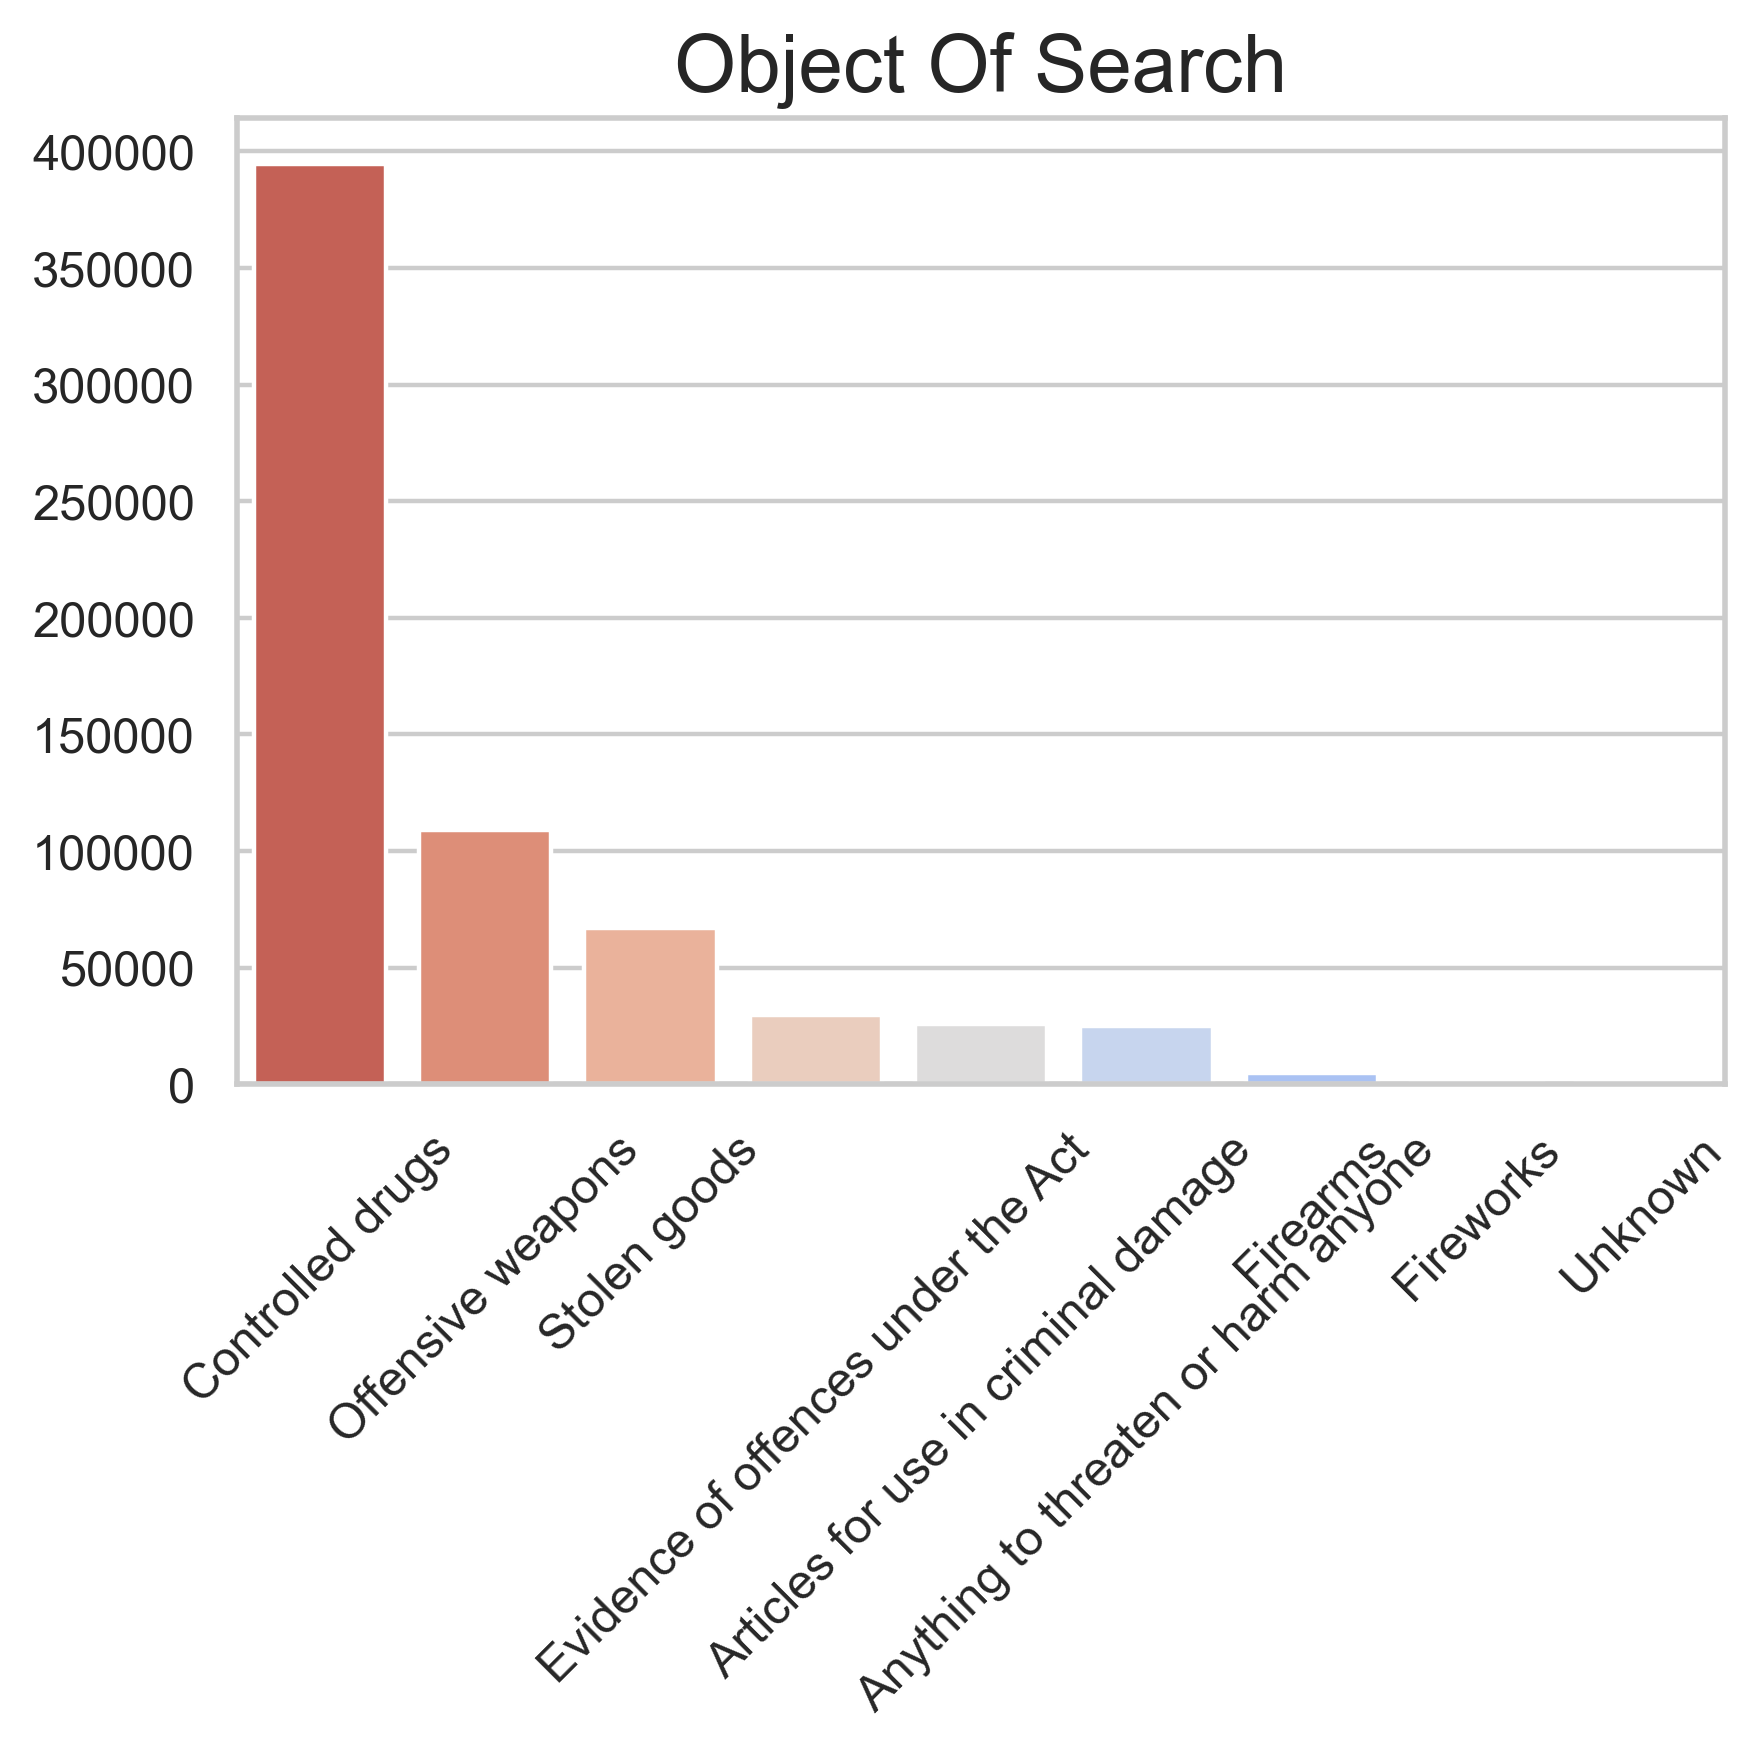 Object Of Search
400000
350000
300000
250000
200000
150000
100000
50000
0
Controlled drugs
Offensive weapons
Stolen goods
Evidence of offences under the Act
Articles for use in criminal damage
Anything to threaten or harm anyone
Firearms
Fireworks
Unknown